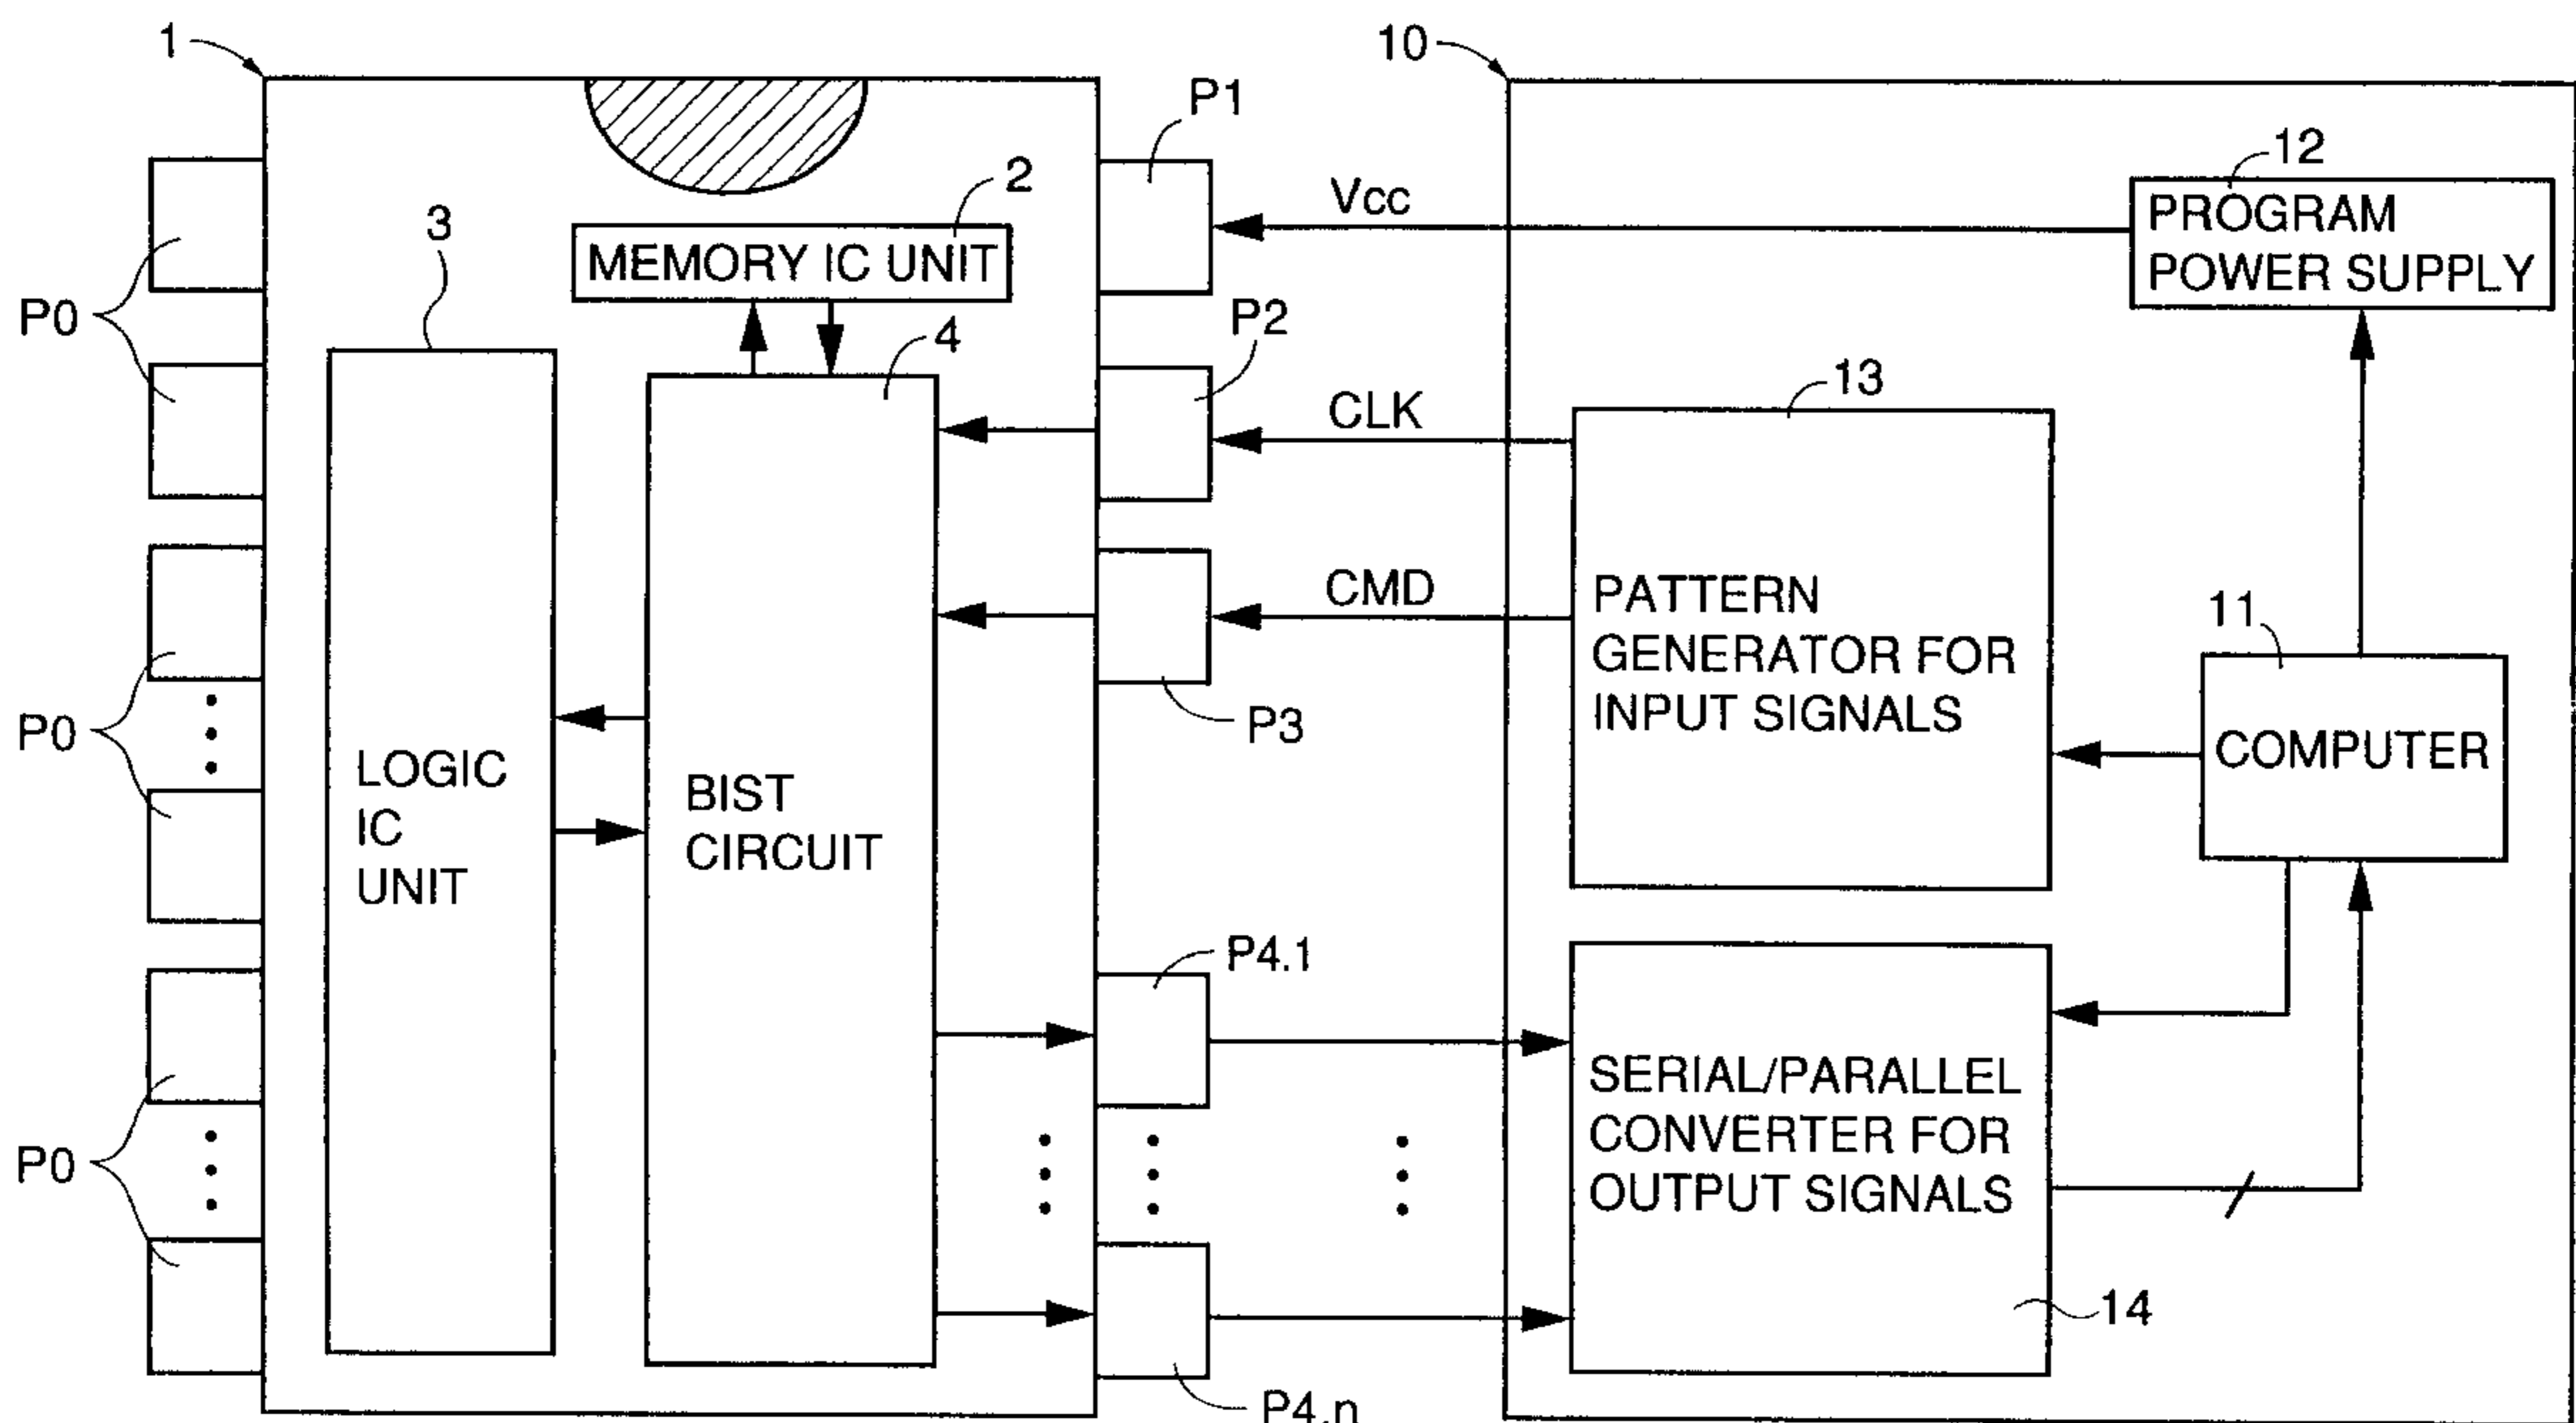 1
10
P1
12
2
Vcc
PROGRAM
POWER SUPPLY
3
MEMORY IC UNIT
P0
P2
4
13
CLK
CMD
PATTERN
GENERATOR FOR
INPUT SIGNALS
11
P0
P3
COMPUTER
LOGIC
IC
UNIT
BIST
CIRCUIT
P4.1
SERIAL/PARALLEL
CONVERTER FOR
OUTPUT SIGNALS
P0
14
P4.n